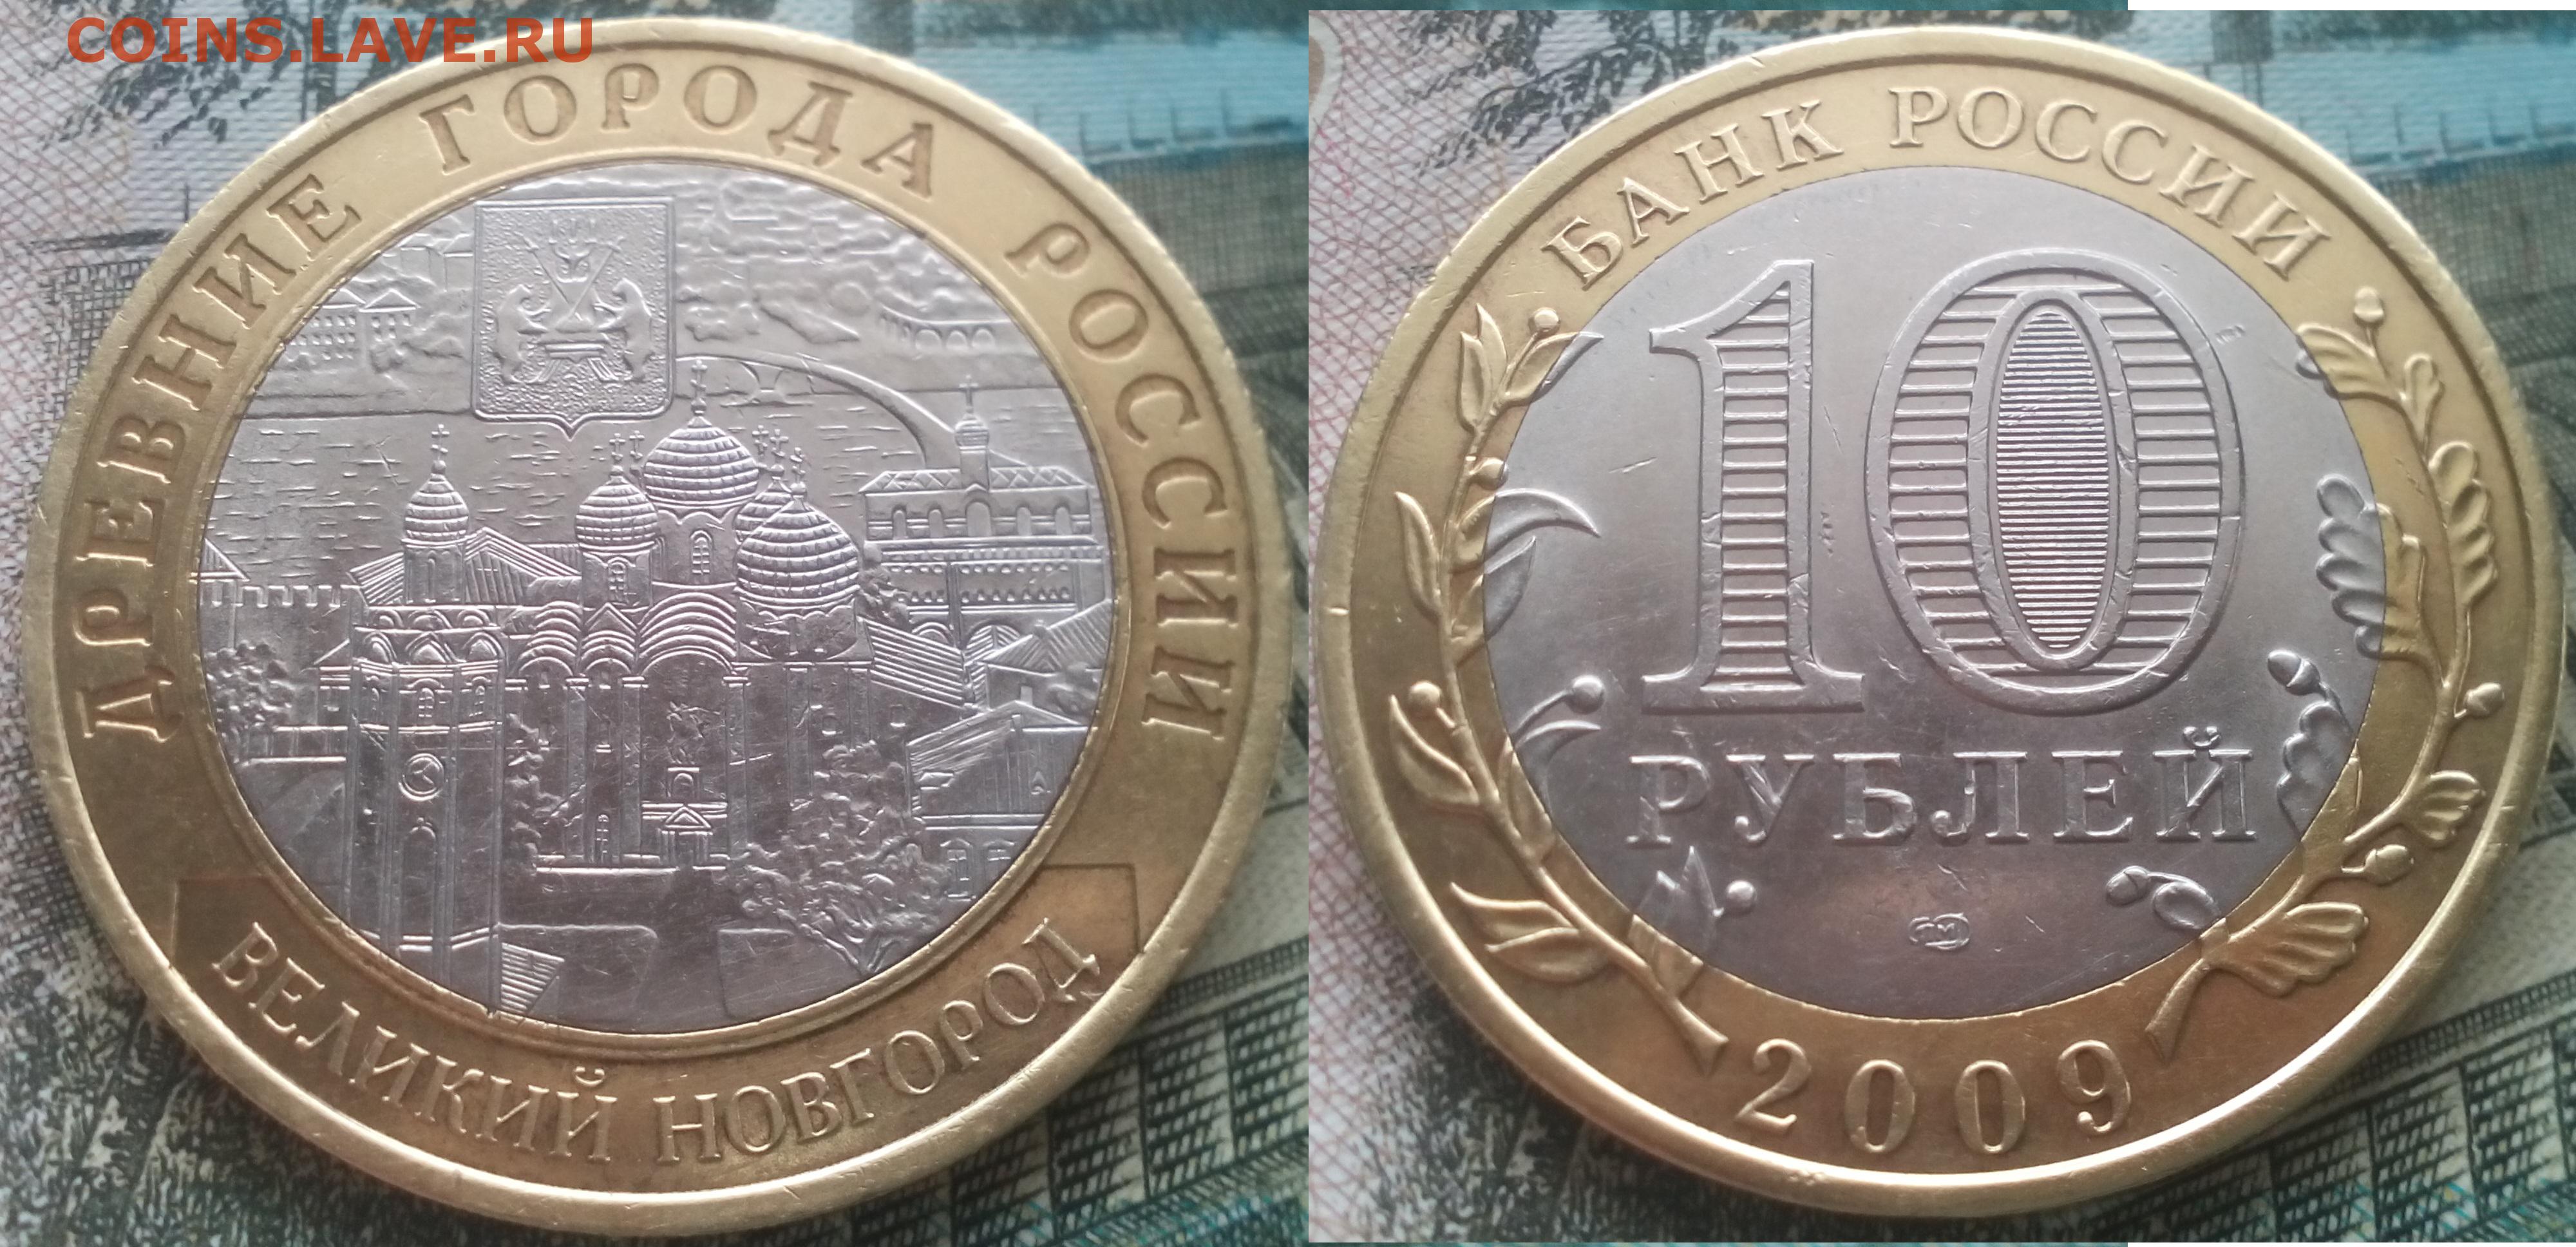 COINS.LAVE.RU
ДРЕВНИЕ ГОРОДА РОССИИ
ВЕЛИКИЙ НОВГОРОД
БАНК РОССИИ
10
РУБЛЕЙ
2009